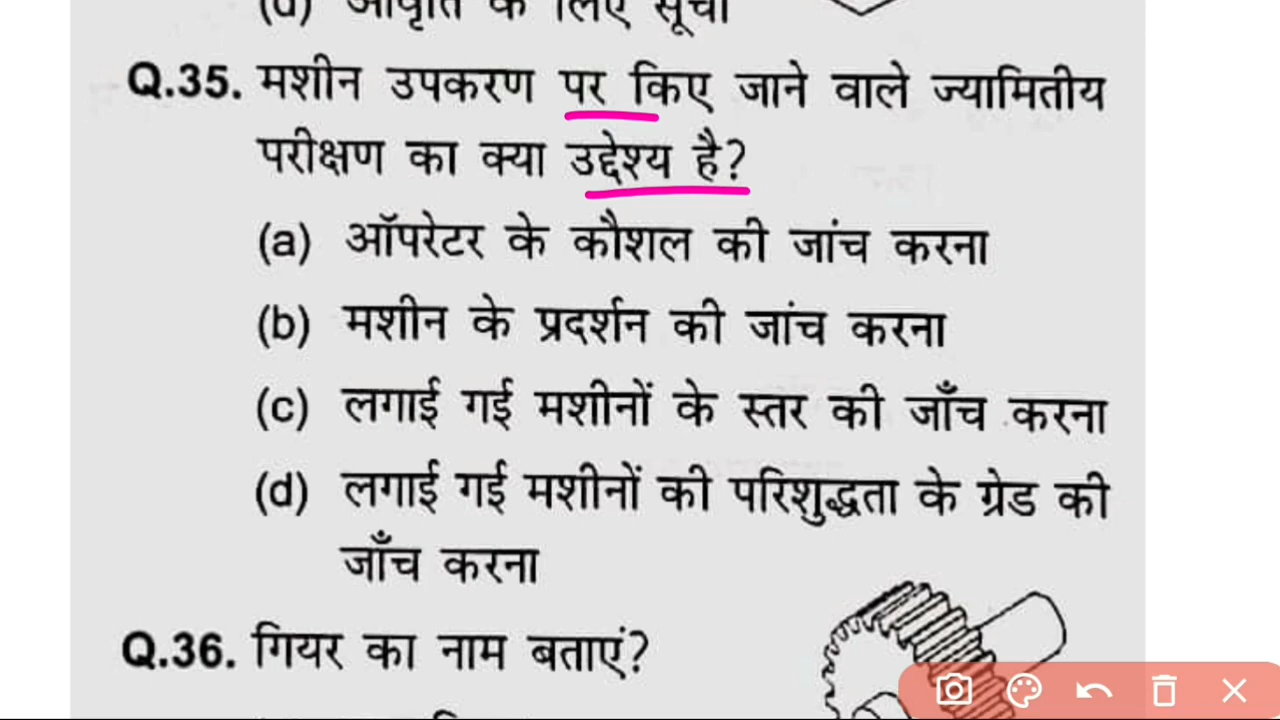 (d) आवृति के लिए सूची
Q.35. मशीन उपकरण पर किए जाने वाले ज्यामितीय
परीक्षण का क्या उद्देश्य है?
(a) ऑपरेटर के कौशल की जांच करना
(b) मशीन के प्रदर्शन की जांच करना
(c) लगाई गई मशीनों के स्तर की जाँच करना
(d) लगाई गई मशीनों की परिशुद्धता के ग्रेड की
जाँच करना
Q.36. गियर का नाम बताएं?